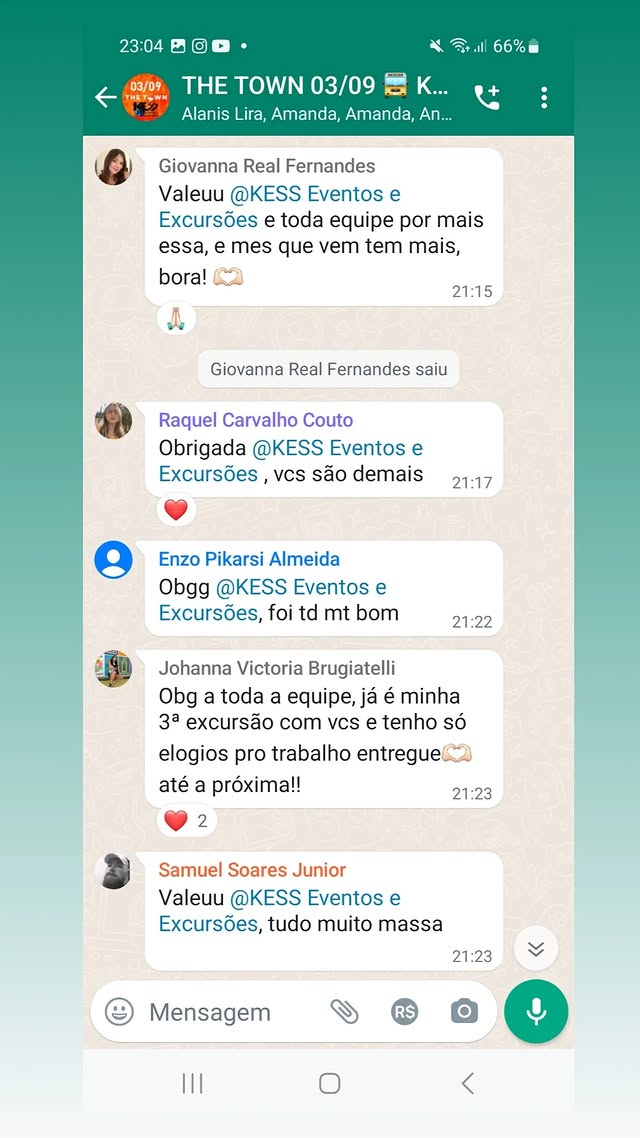 23:04
66%
THE TOWN 03/09 🚌 K...
Alanis Lira, Amanda, Amanda, An...
03/09
THE TOWN
Giovanna Real Fernandes
Valeuu @KESS Eventos e
Excursões e toda equipe por mais
essa, e mes que vem tem mais,
bora! 🫶🏻
21:15
🙏🏻
Giovanna Real Fernandes saiu
Raquel Carvalho Couto
Obrigada @KESS Eventos e
Excursões , vcs são demais
21:17
❤️
Enzo Pikarsi Almeida
Obgg @KESS Eventos e
Excursões, foi td mt bom
21:22
Johanna Victoria Brugiatelli
Obg a toda a equipe, já é minha
3ª excursão com vcs e tenho só
elogios pro trabalho entregue🫶🏻
até a próxima!!
21:23
❤️ 2
Samuel Soares Junior
Valeuu @KESS Eventos e
Excursões, tudo muito massa
21:23
Mensagem
R$